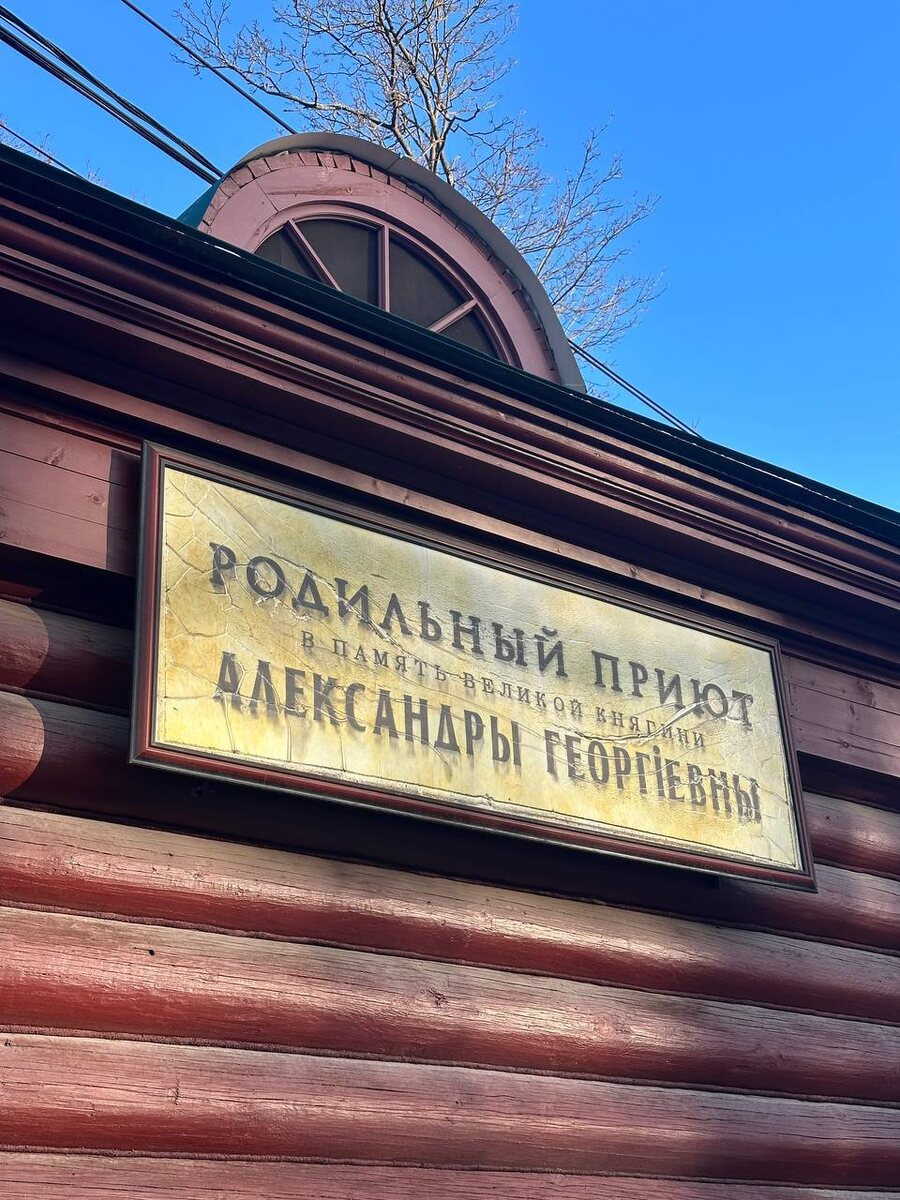 РОДИЛЬНЫЙ ПРИЮТ
В ПАМЯТЬ ВЕЛИКОЙ КНЯГИНИ
АЛЕКСАНДРЫ ГЕОРГІЕВНЫ